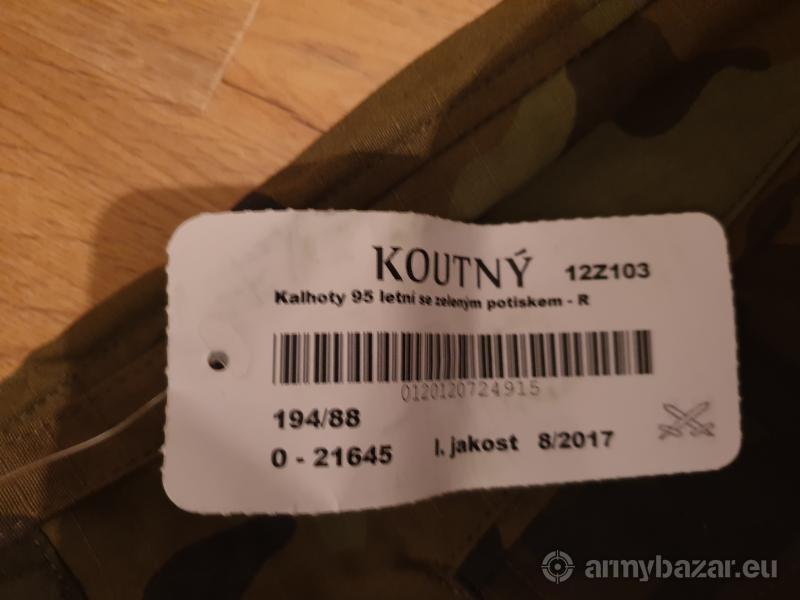 KOUTNÝ 12Z103
Kalhoty 95 letní se zeleným potiskem - R
0120120724915
194/88
0 - 21645 I. jakost 8/2017
armybazar.eu